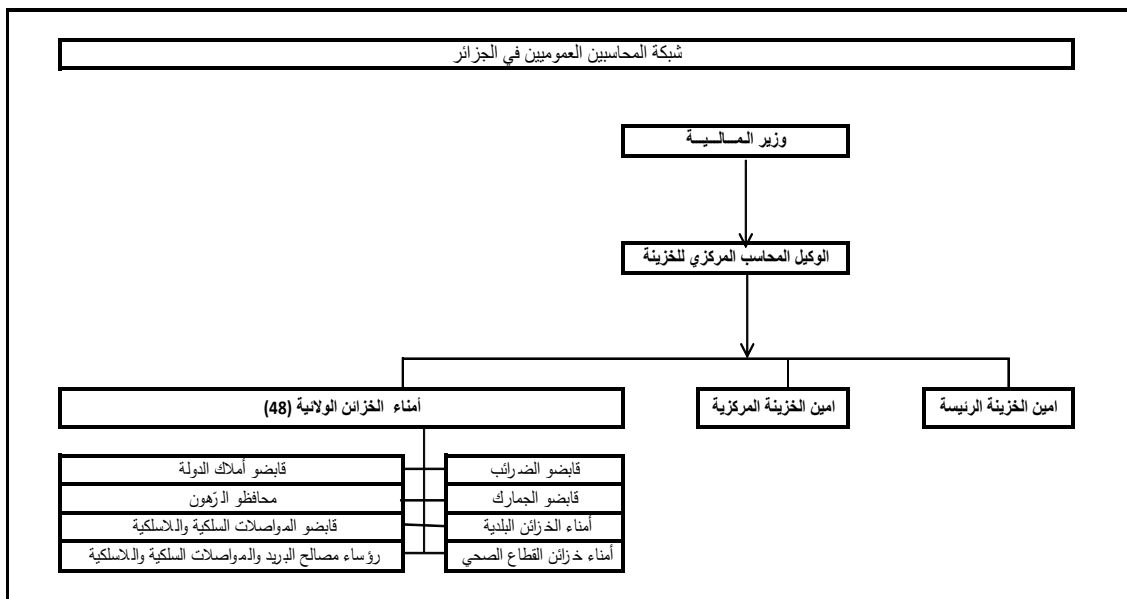 شبكة المحاسبين العموميين في الجزائر
وزير المـــالـــيـــة
الوكيل المحاسب المركزي للخزينة
امين الخزينة الرئيسة
امين الخزينة المركزية
أمناء الخزائن الولائية (48)
قابضو الضرائب
قابضو أملاك الدولة
قابضو الجمارك
محافظو الرّهون
أمناء الخزائن البلدية
قابضو المواصلات السلكية واللاسلكية
أمناء خزائن القطاع الصحي
رؤساء مصالح البريد والمواصلات السلكية واللاسلكية